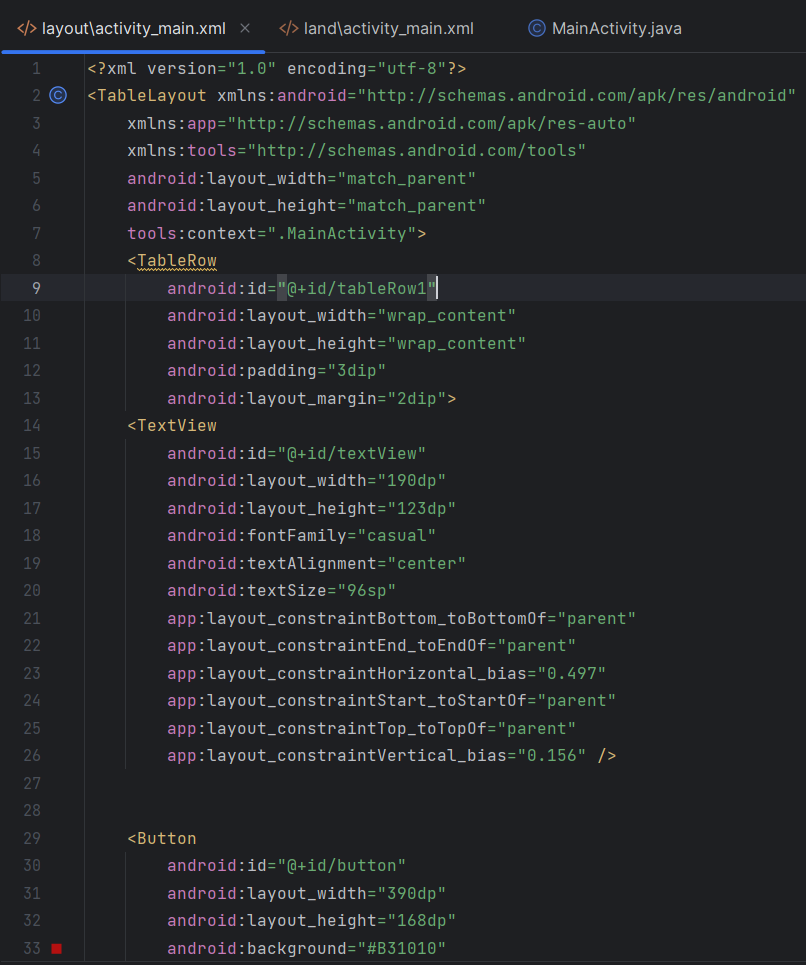 </> layout\activity_main.xml × </> land\activity_main.xml © MainActivity.java
1 <?xml version="1.0" encoding="utf-8"?>
2 © <TableLayout xmlns:android="http://schemas.android.com/apk/res/android"
3 xmlns:app="http://schemas.android.com/apk/res-auto"
4 xmlns:tools="http://schemas.android.com/tools"
5 android:layout_width="match_parent"
6 android:layout_height="match_parent"
7 tools:context=".MainActivity">
8 <TableRow
9 android:id="@+id/tableRow1"
10 android:layout_width="wrap_content"
11 android:layout_height="wrap_content"
12 android:padding="3dip"
13 android:layout_margin="2dip">
14 <TextView
15 android:id="@+id/textView"
16 android:layout_width="190dp"
17 android:layout_height="123dp"
18 android:fontFamily="casual"
19 android:textAlignment="center"
20 android:textSize="96sp"
21 app:layout_constraintBottom_toBottomOf="parent"
22 app:layout_constraintEnd_toEndOf="parent"
23 app:layout_constraintHorizontal_bias="0.497"
24 app:layout_constraintStart_toStartOf="parent"
25 app:layout_constraintTop_toTopOf="parent"
26 app:layout_constraintVertical_bias="0.156" />
27
28
29 <Button
30 android:id="@+id/button"
31 android:layout_width="390dp"
32 android:layout_height="168dp"
33 android:background="#B31010"